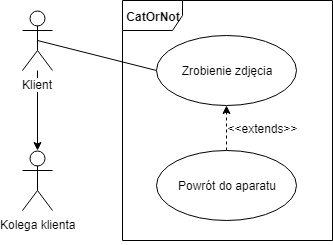 CatOrNot
Zrobienie zdjęcia
Klient
<<extends>>
Powrót do aparatu
Kolega klienta